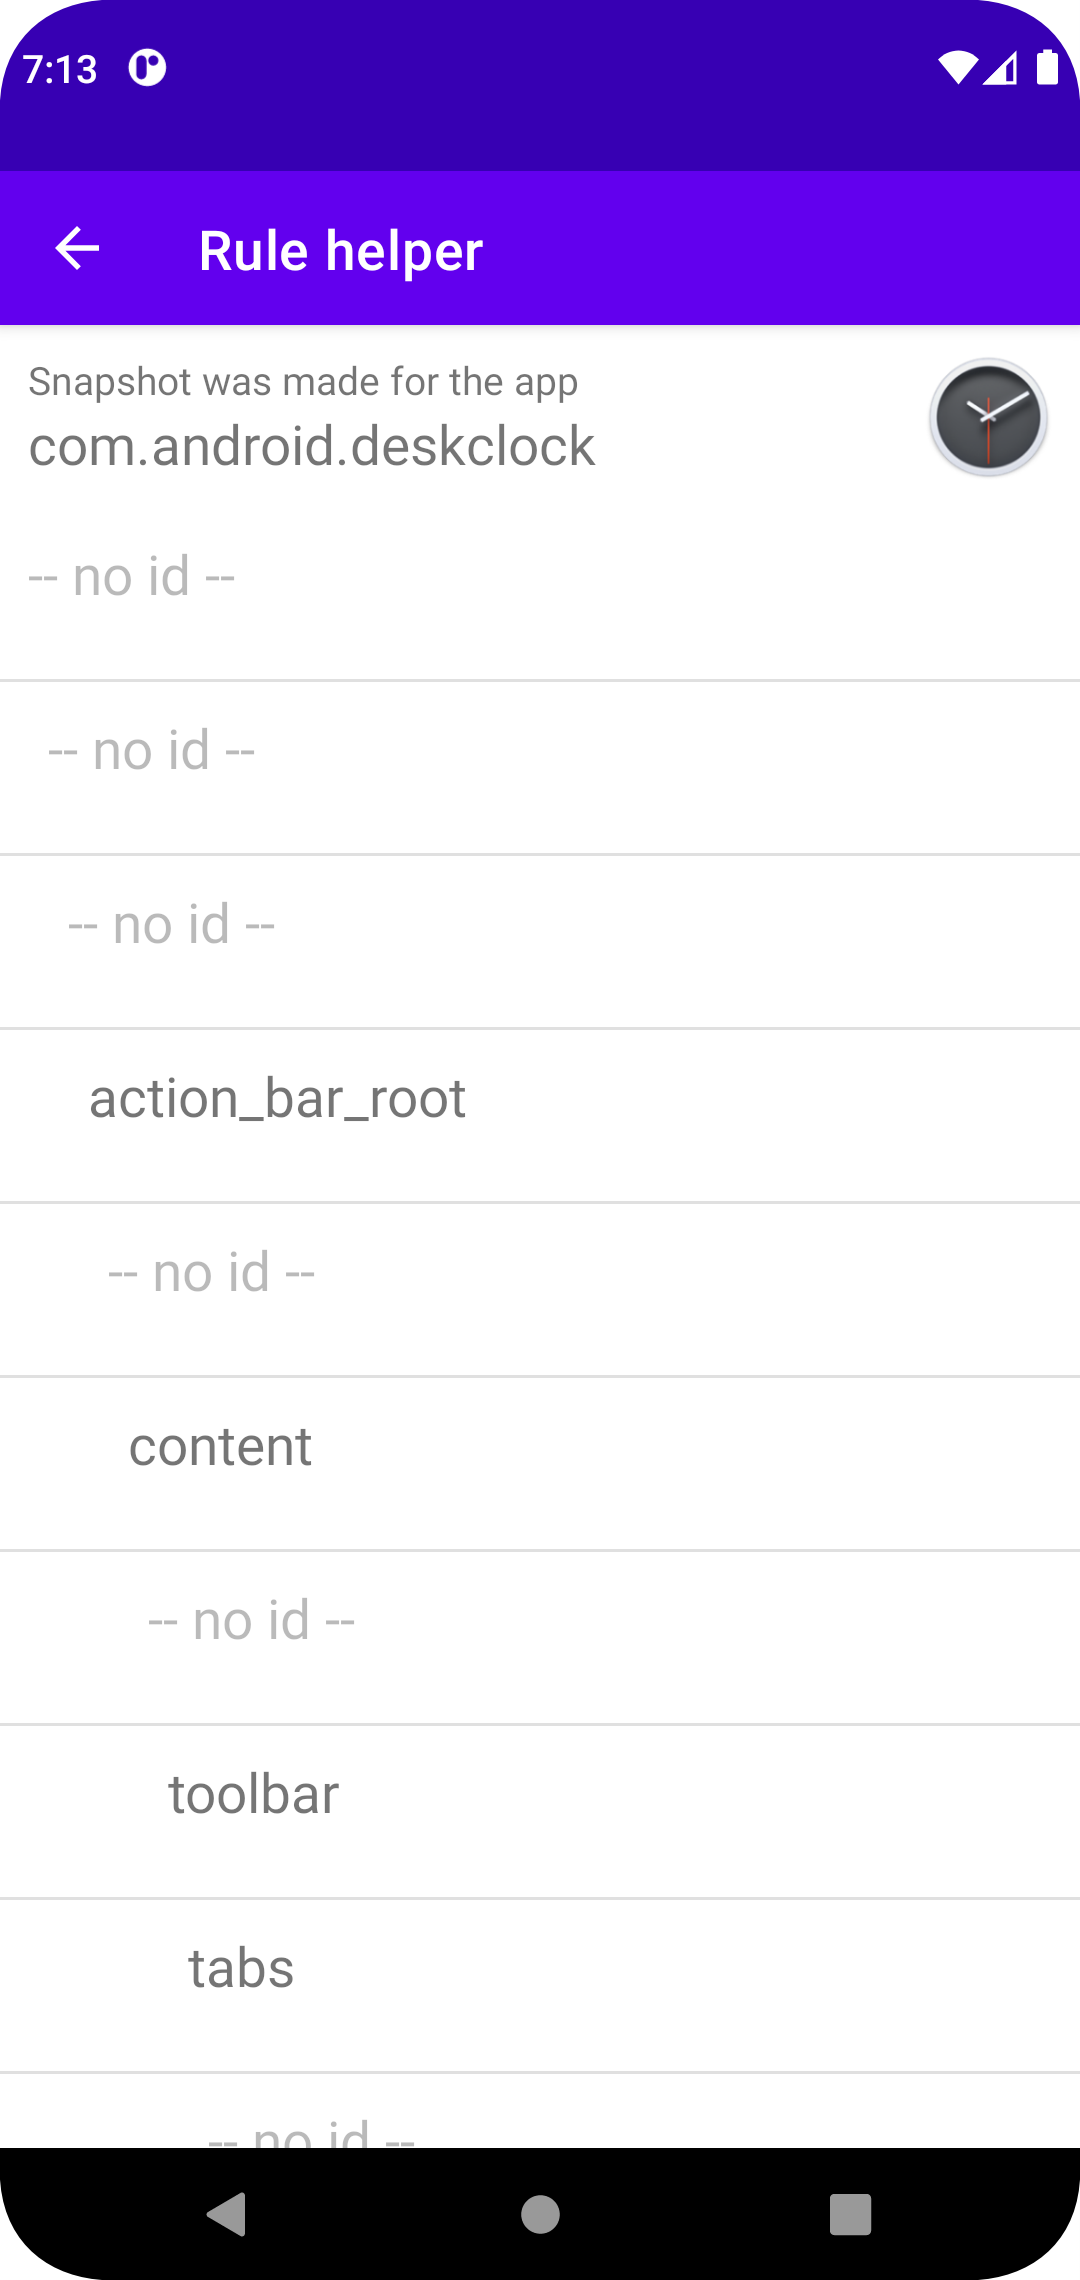 7:13
Rule helper
Snapshot was made for the app
com.android.deskclock
-- no id --
-- no id --
-- no id --
action_bar_root
-- no id --
content
-- no id --
toolbar
tabs
-- no id --